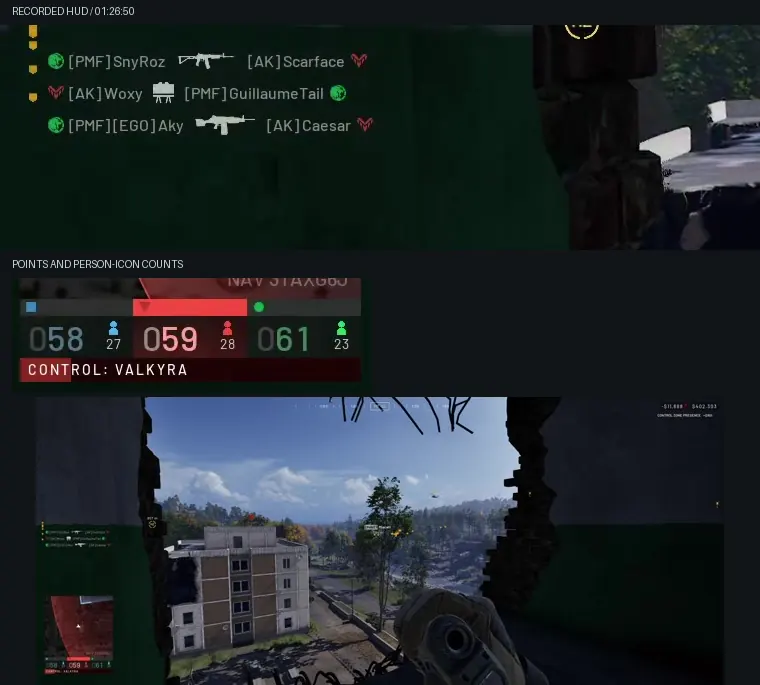 RECORDED HUD / 01:26:50
[PMF]SnyRoz [AK]Scarface
[AK]Woxy [PMF]GuillaumeTail
[PMF][EGO]Aky [AK]Caesar
POINTS AND PERSON-ICON COUNTS
058 27 059 28 061 23
CONTROL: VALKYRA